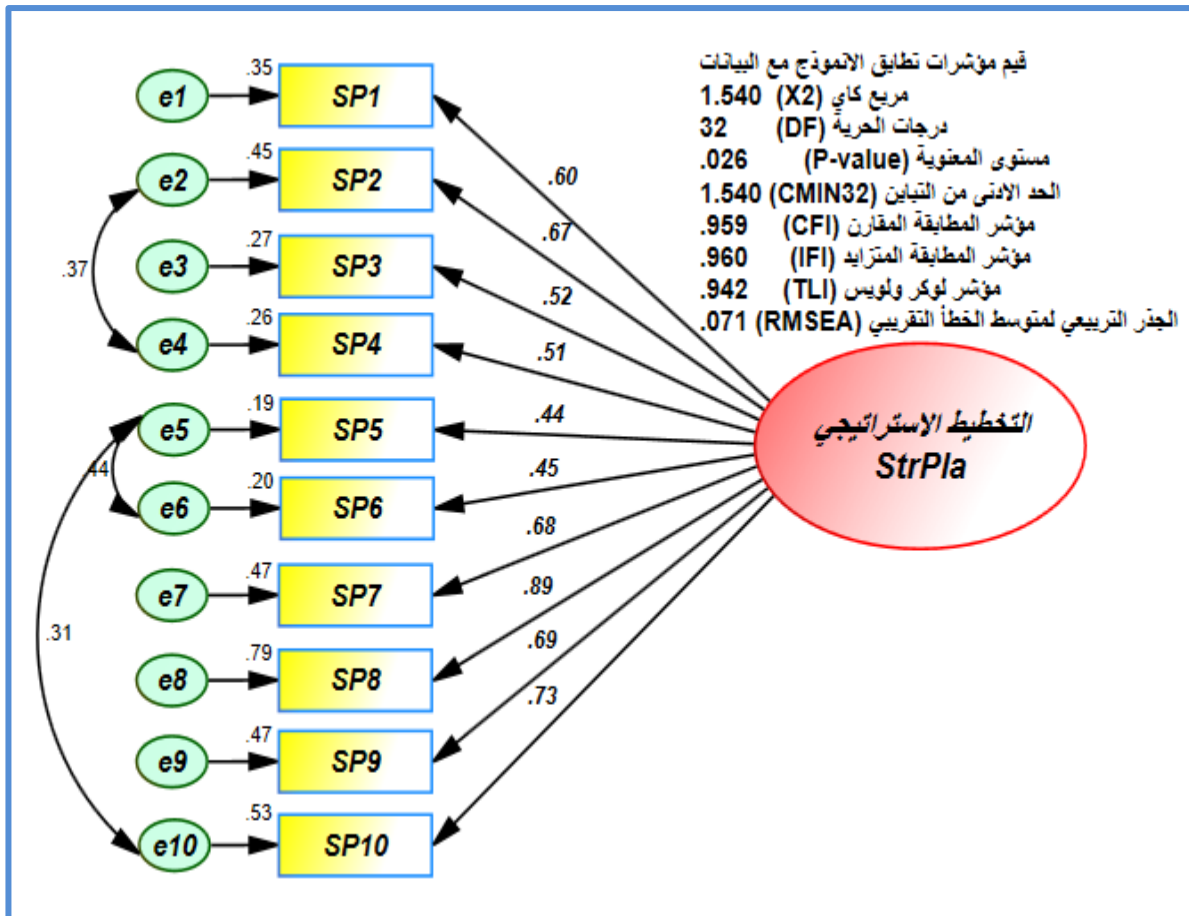 قيم مؤشرات تطابق الانموذج مع البيانات
مربع كاي (X2) 1.540
درجات الحرية (DF) 32
مستوى المعنوية (P-value) .026
الحد الادنى من التباين (CMIN32) 1.540
مؤشر المطابقة المقارن (CFI) .959
مؤشر المطابقة المتزايد (IFI) .960
مؤشر لوكر ولويس (TLI) .942
الجذر التربيعي لمتوسط الخطأ التقريبي (RMSEA) .071
e1 .35 SP1 .60
e2 .45 SP2 .67
.37
e3 .27 SP3 .52
e4 .26 SP4 .51
e5 .19 SP5 .44
.44
e6 .20 SP6 .45
e7 .47 SP7 .68
.31
e8 .79 SP8 .89
e9 .47 SP9 .69
e10 .53 SP10 .73
التخطيط الاستراتيجي
StrPla